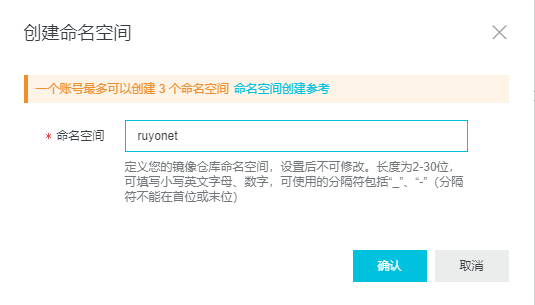 创建命名空间
一个账号最多可以创建 3 个命名空间 命名空间创建参考
* 命名空间 ruyonet
定义您的镜像仓库命名空间，设置后不可修改。长度为2-30位，
可填写小写英文字母、数字，可使用的分隔符包括“_”、“-”（分隔
符不能在首位或末位）
确认 取消